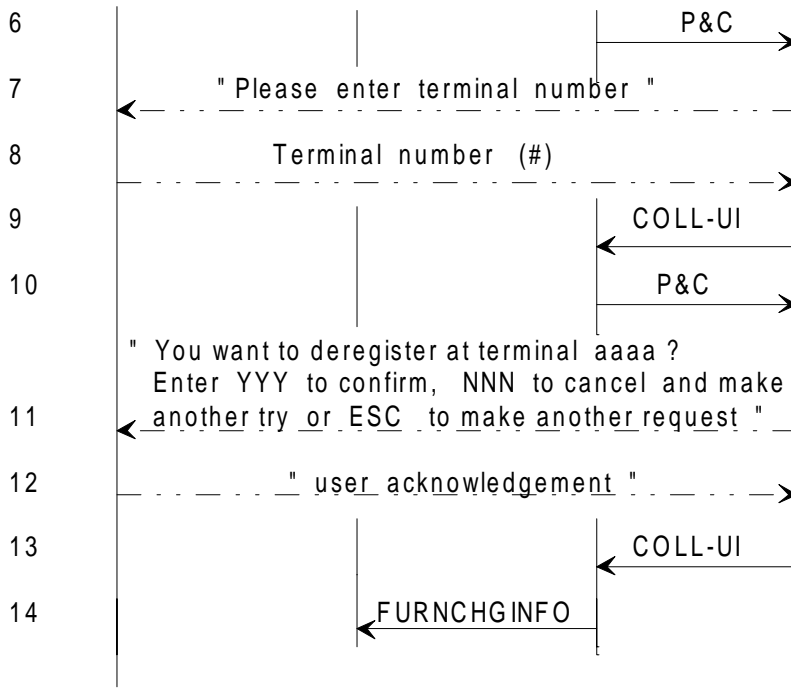 6 P&C
7 " Please enter terminal number "
8 Terminal number (#)
9 COLL-UI
10 P&C
" You want to deregister at terminal aaaa ?
Enter YYY to confirm, NNN to cancel and make
11 another try or ESC to make another request "
12 " user acknowledgement "
13 COLL-UI
14 FURNCHGINFO